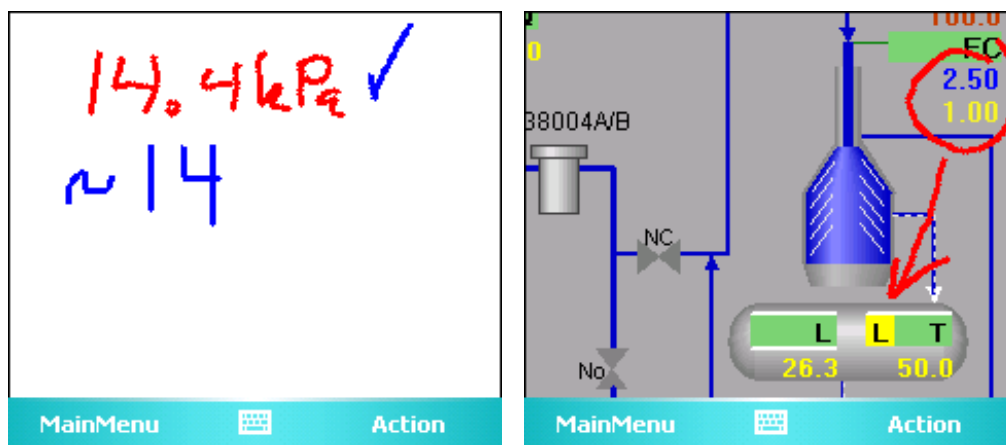 14.4kPa
~14
MainMenu
Action
100.0
FC
2.50
1.00
0
38004A/B
NC
No
L
L T
26.3
50.0
MainMenu
Action